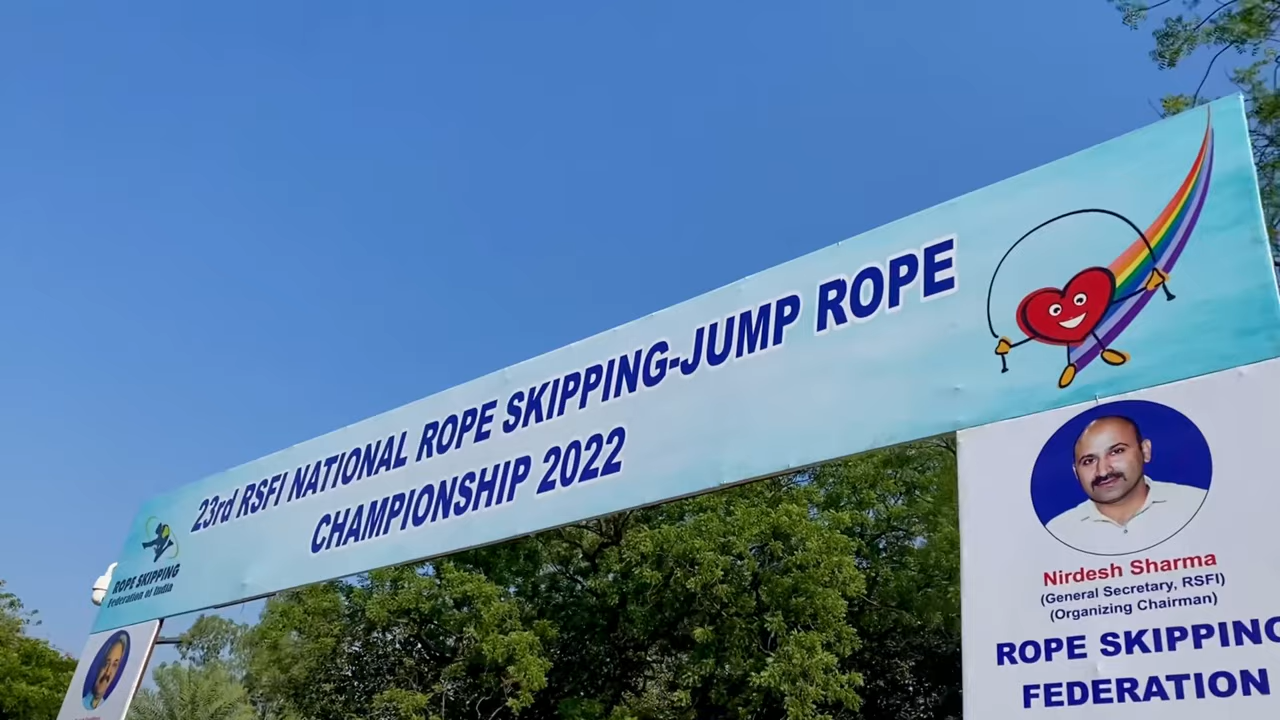 23rd RSFI NATIONAL ROPE SKIPPING-JUMP ROPE
CHAMPIONSHIP 2022
ROPE SKIPPING
Federation of India
Nirdesh Sharma
(General Secretary, RSFI)
(Organizing Chairman)
ROPE SKIPPING
FEDERATION